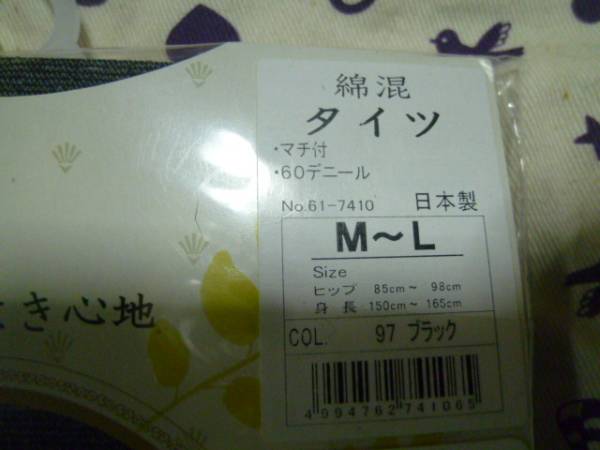 綿混
タイツ
・マチ付
・60デニール
No.61-7410 日本製
M~L
Size
ヒップ 85cm~ 98cm
身長 150cm~ 165cm
COL. 97 ブラック
4994762741065
き心地